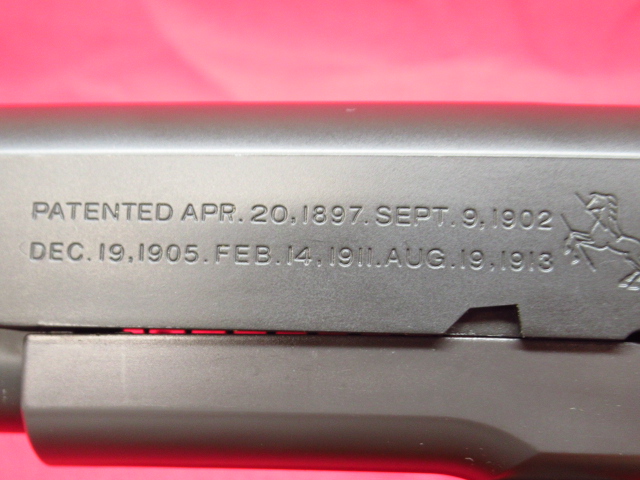 PATENTED APR. 20,1897. SEPT. 9,1902
DEC. 19,1905. FEB. 14. 1911. AUG. 19, 1913